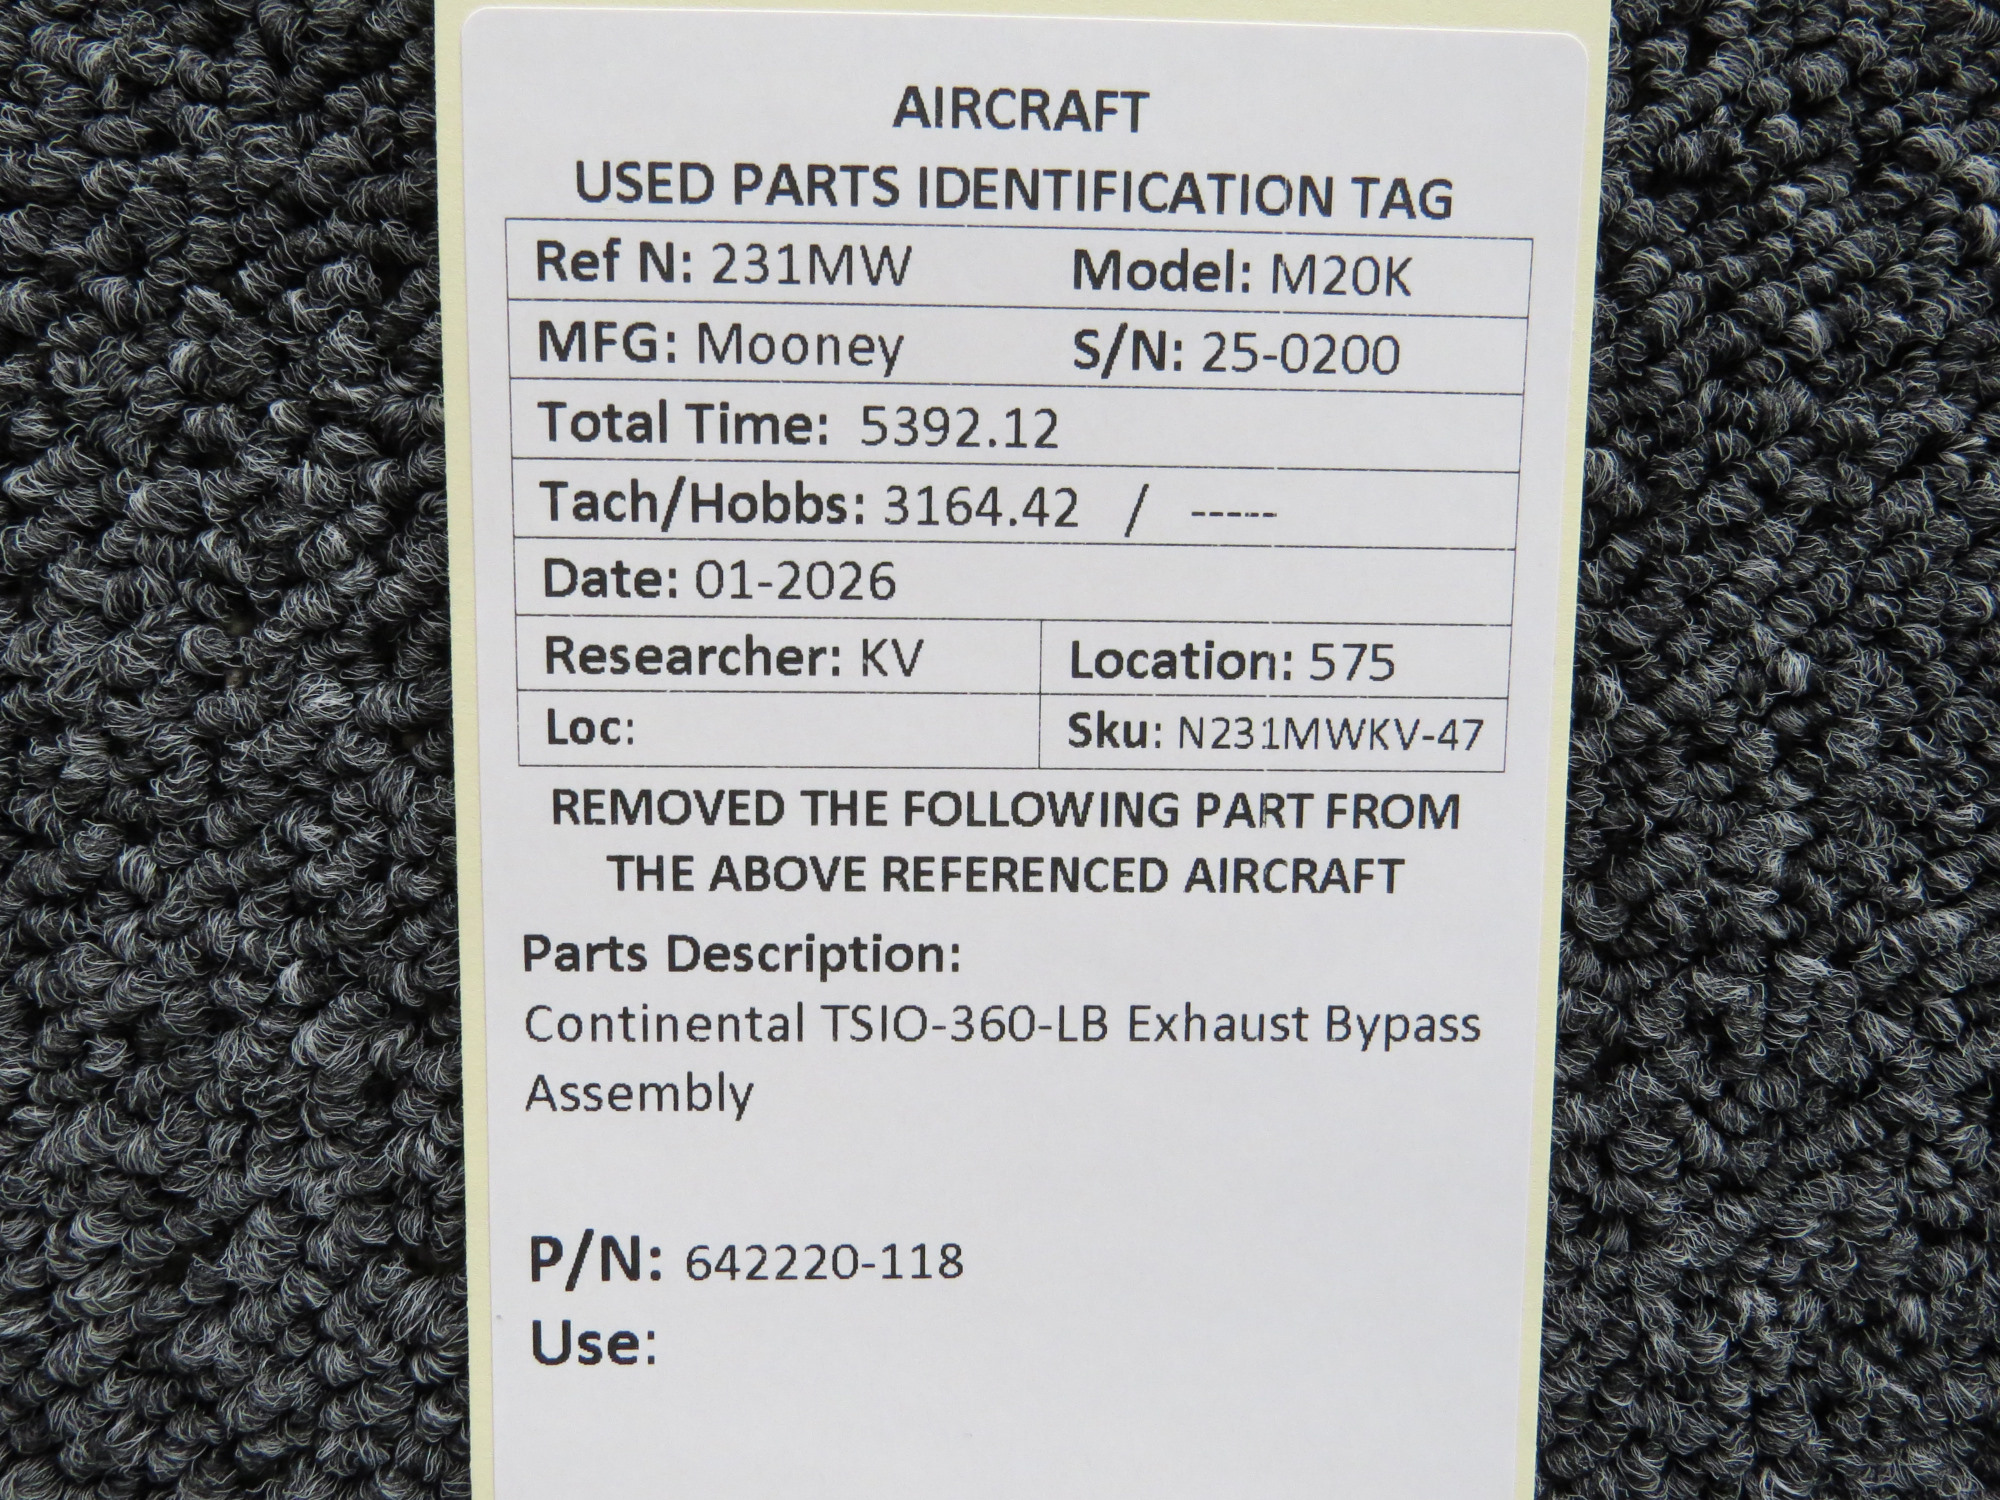 AIRCRAFT
USED PARTS IDENTIFICATION TAG
Ref N: 231MW Model: M20K
MFG: Mooney S/N: 25-0200
Total Time: 5392.12
Tach/Hobbs: 3164.42 / -----
Date: 01-2026
Researcher: KV Location: 575
Loc: Sku: N231MWKV-47
REMOVED THE FOLLOWING PART FROM
THE ABOVE REFERENCED AIRCRAFT
Parts Description:
Continental TSIO-360-LB Exhaust Bypass
Assembly
P/N: 642220-118
Use: